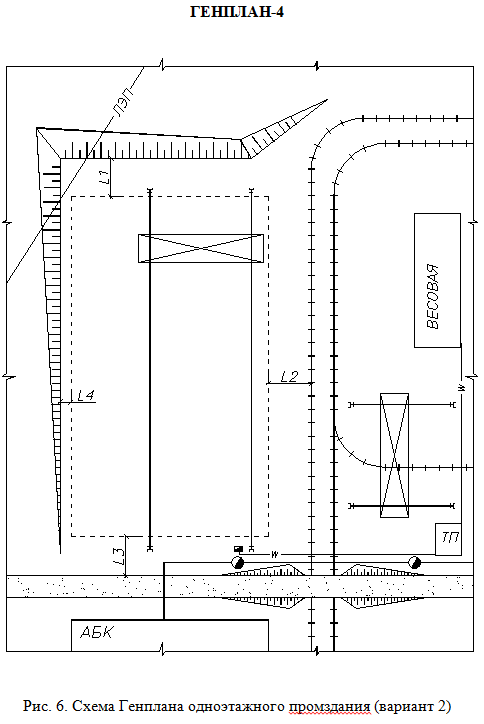 ГЕНПЛАН-4
ЛЭП
L1
ВЕСОВАЯ
L2
L4
w
L3
w
ТП
АБК
Рис. 6. Схема Генплана одноэтажного промздания (вариант 2)